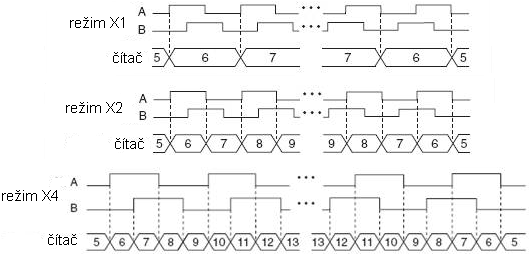 režim X1
A
B
čítač 5 6 7 7 6 5
režim X2
A
B
čítač 5 6 7 8 9 9 8 7 6 5
režim X4
A
B
čítač 5 6 7 8 9 10 11 12 13 13 12 11 10 9 8 7 6 5